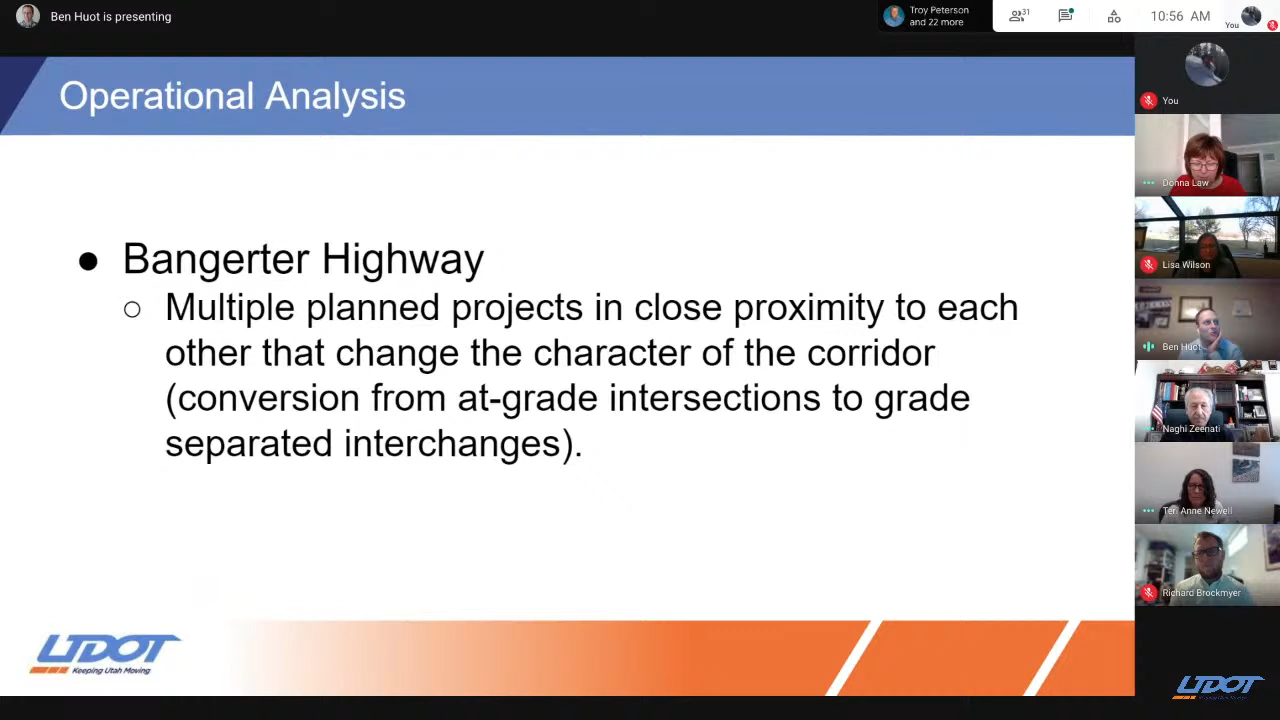 Ben Huot is presenting
Troy Peterson
and 22 more
31
10:56 AM
You
Operational Analysis
● Bangerter Highway
○ Multiple planned projects in close proximity to each
other that change the character of the corridor
(conversion from at-grade intersections to grade
separated interchanges).
UDOT
Keeping Utah Moving
You
Donna Law
Lisa Wilson
Ben Huot
Naghi Zeenati
Teri Anne Newell
Richard Brockmyer
UDOT